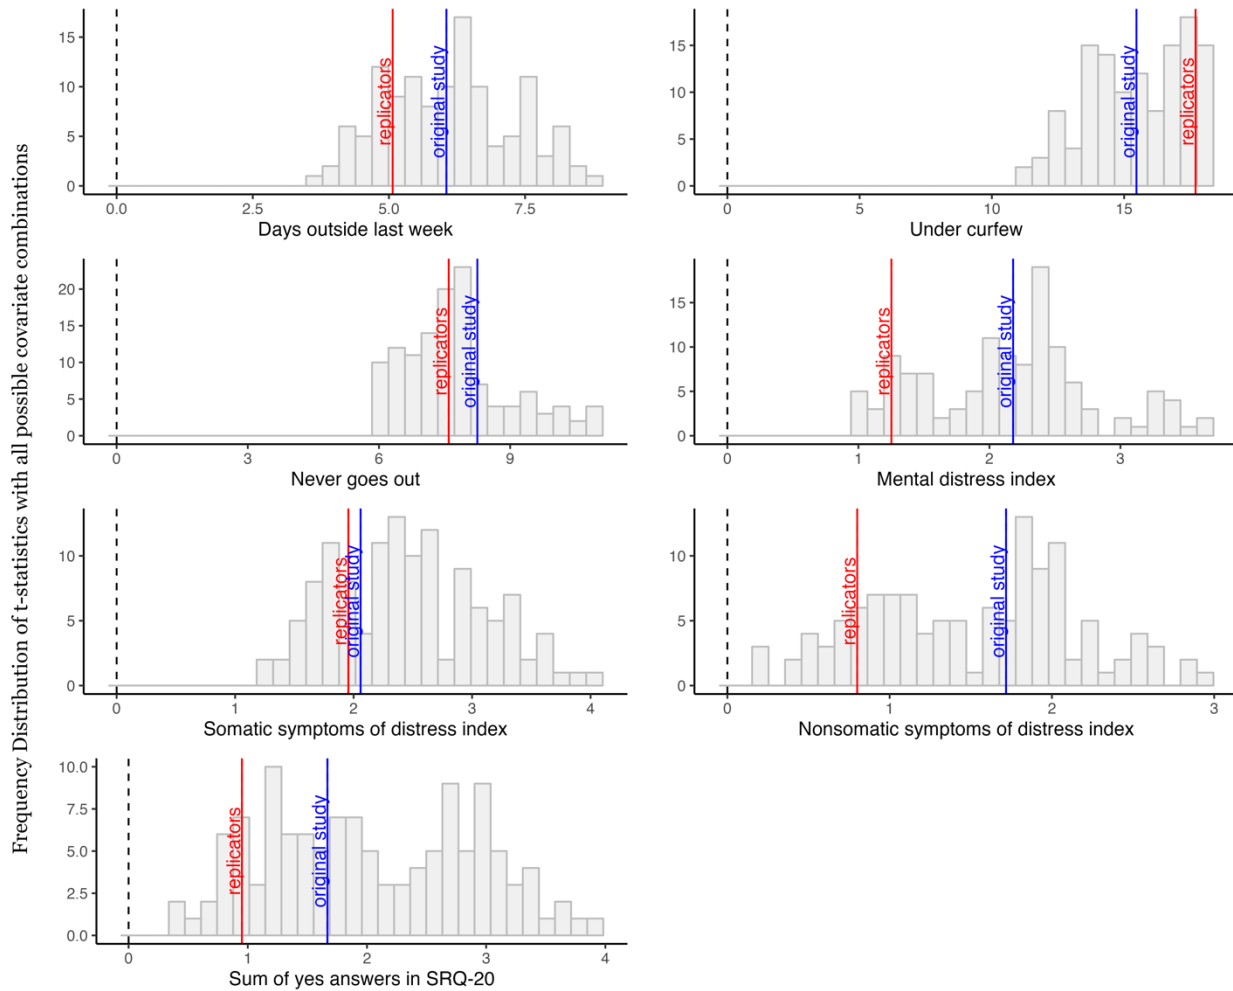 Frequency Distribution of t-statistics with all possible covariate combinations
15
10
5
0
replicators
original study
0.0 2.5 5.0 7.5
Days outside last week
15
10
5
0
original study
replicators
0 5 10 15
Under curfew
20
15
10
5
0
replicators
original study
0 3 6 9
Never goes out
15
10
5
0
replicators
original study
0 1 2 3
Mental distress index
10
5
0
replicators
original study
0 1 2 3 4
Somatic symptoms of distress index
10
5
0
replicators
original study
0 1 2 3
Nonsomatic symptoms of distress index
10.0
7.5
5.0
2.5
0.0
replicators
original study
0 1 2 3 4
Sum of yes answers in SRQ-20